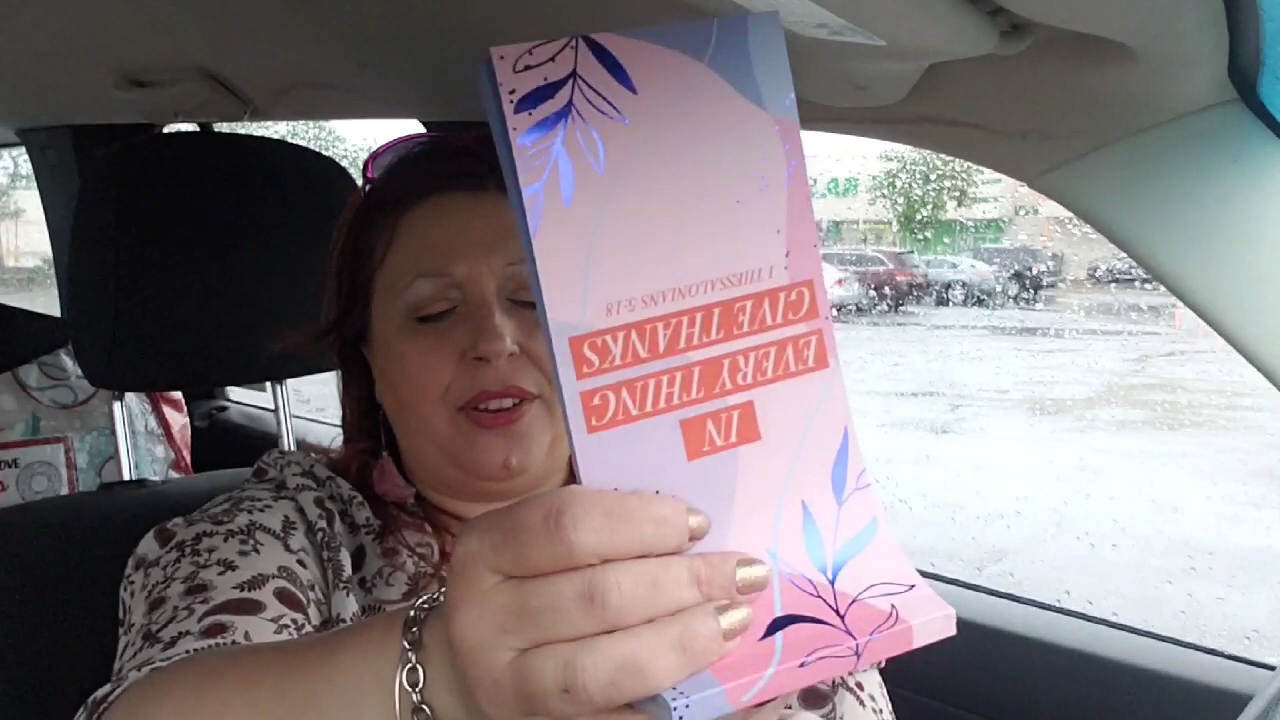 IN
EVERY THING
GIVE THANKS
1 THESSALONIANS 5:18